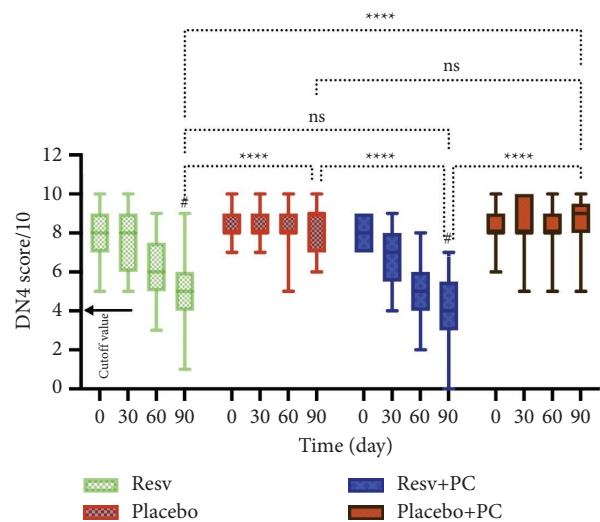 ****
ns
ns
**** **** ****
12
10
8
6
4
2
0
DN4 score/10
# #
Cutoff value
0 30 60 90 0 30 60 90 0 30 60 90 0 30 60 90
Time (day)
Resv Resv+PC
Placebo Placebo+PC